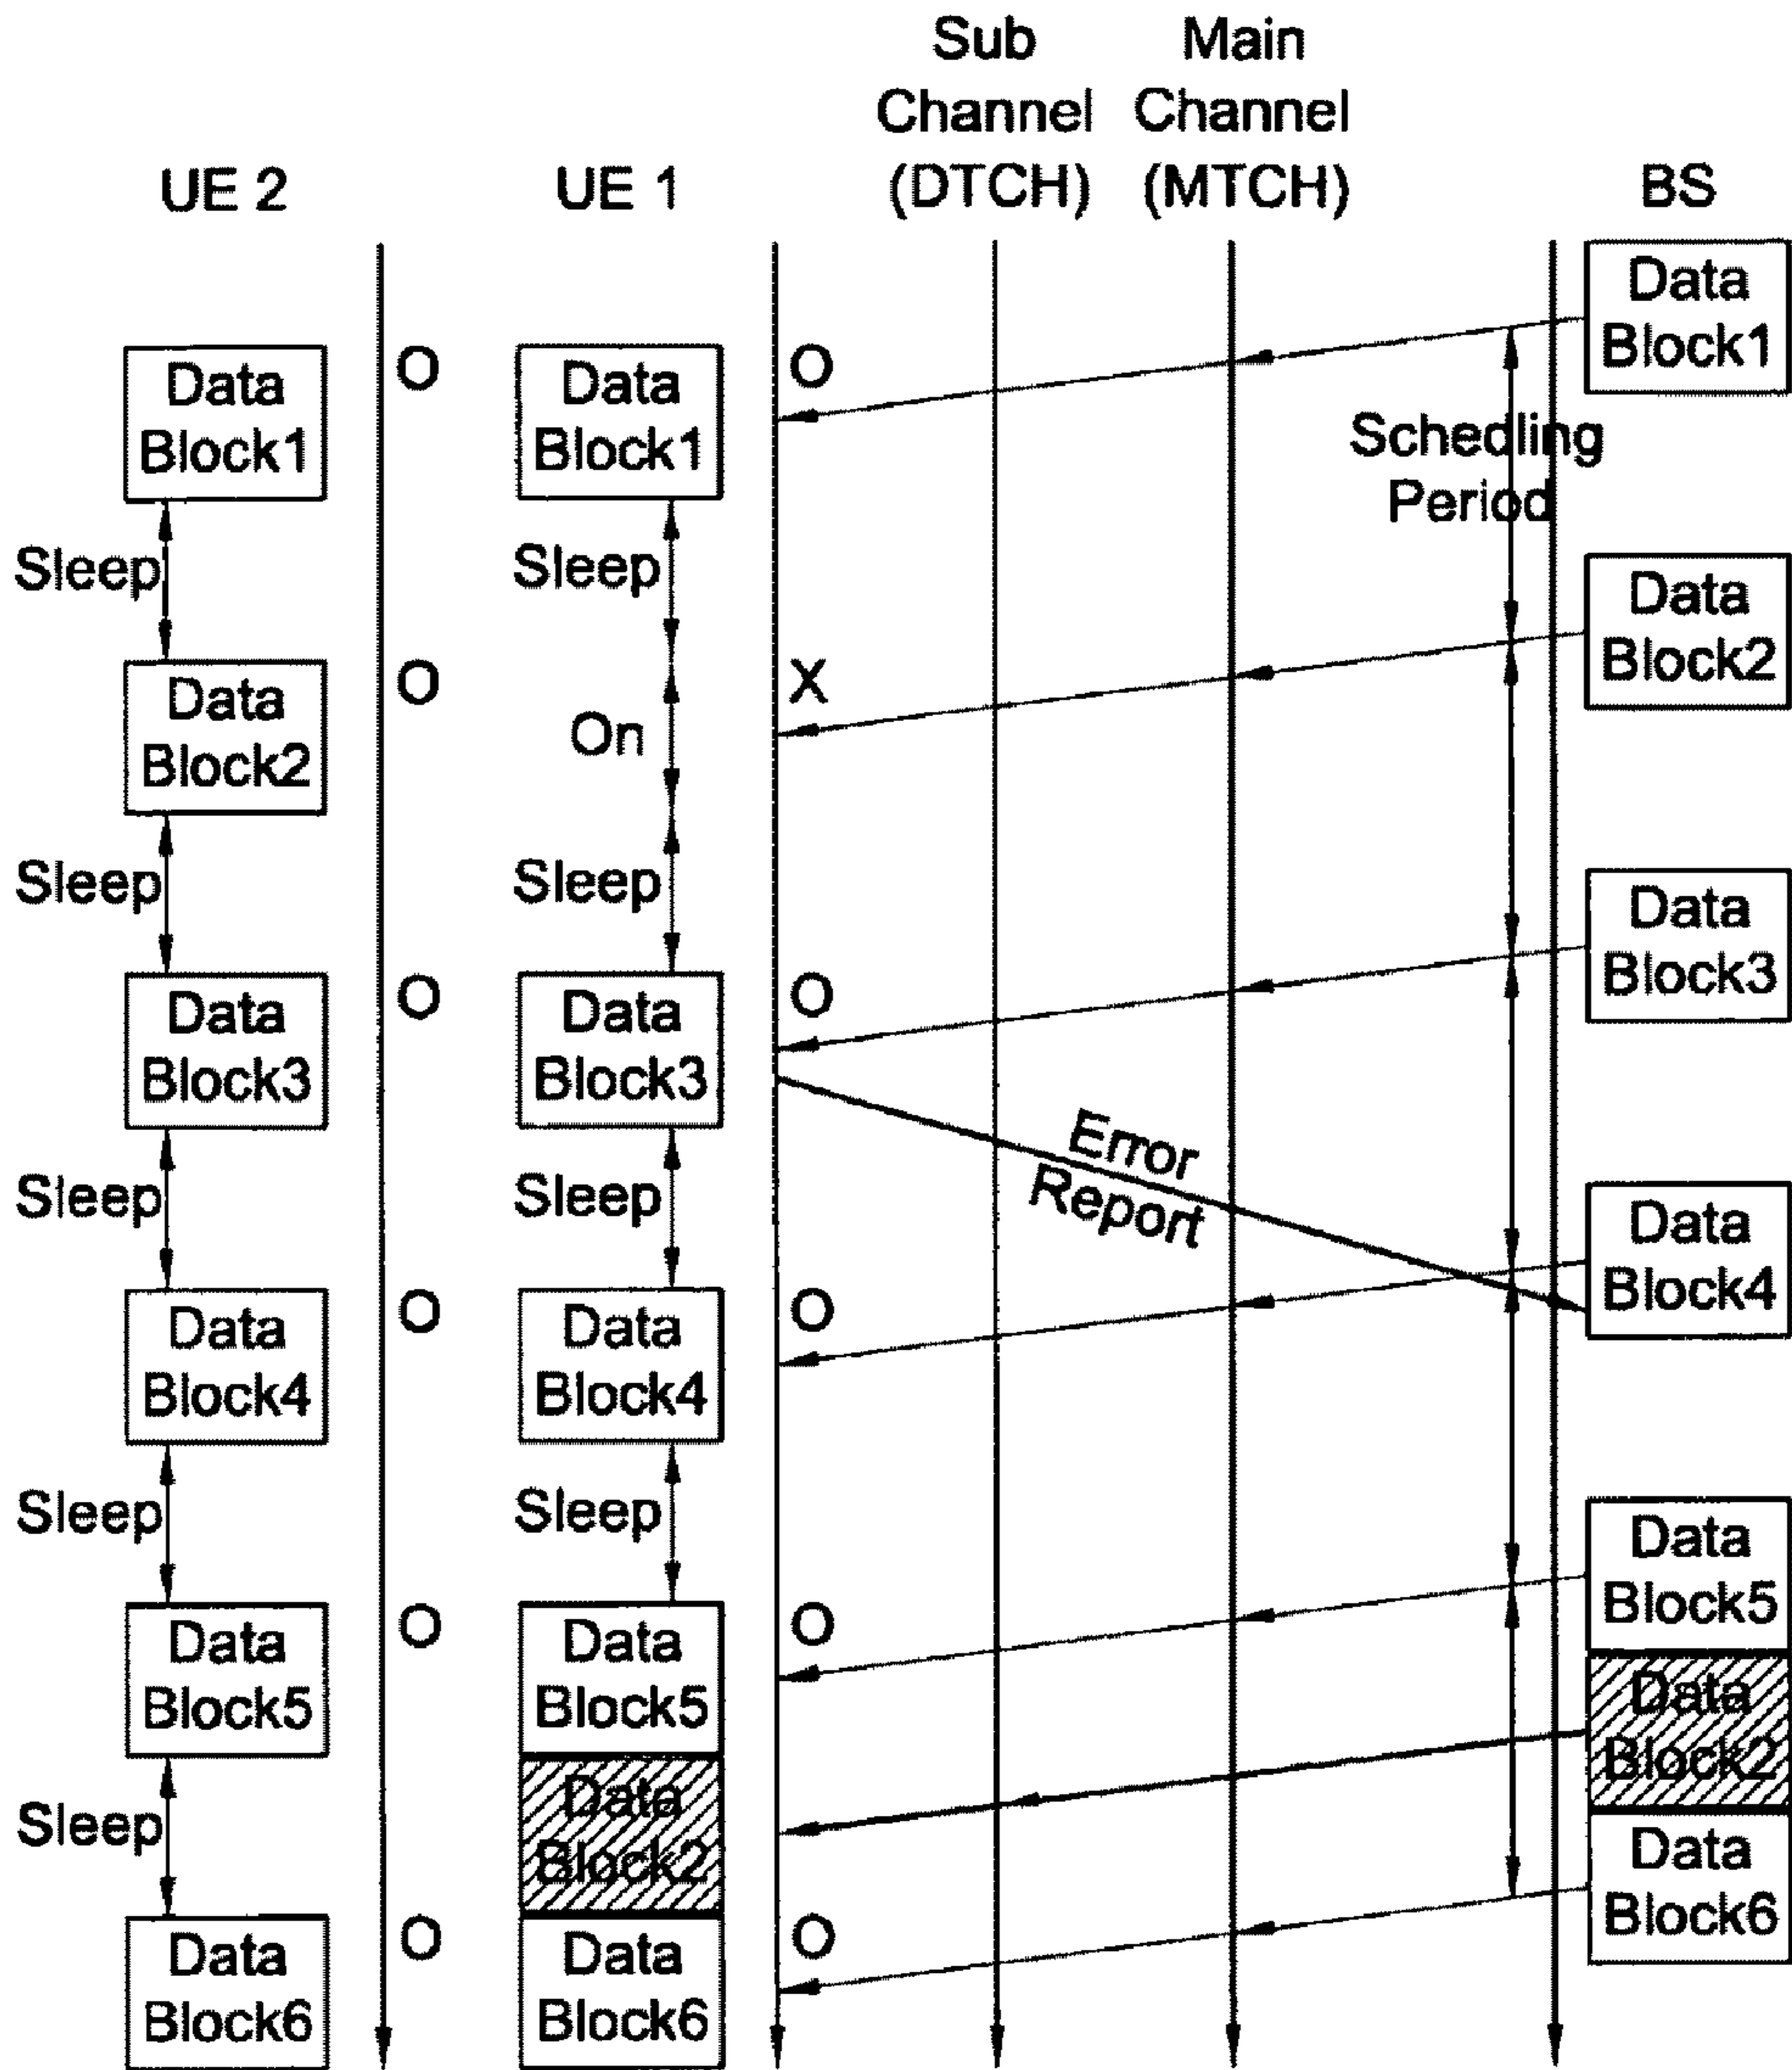 Sub Main
Channel Channel
UE 2 UE 1 (DTCH) (MTCH) BS
Data
Block1
O O
Data Data
Block1 Block1
Schedling
Period
Sleep Sleep
Data
Block2
O X
Data
Block2
On
Sleep Sleep
Data
Block3
O O
Data Data
Block3 Block3
Error
Report
Sleep Sleep
Data
Block4
O O
Data Data
Block4 Block4
Sleep Sleep
Data
Block5
O O
Data Data
Block5 Block5
Data
Block2
Sleep
Data
Block2
Data
Block6
O O
Data Data
Block6 Block6